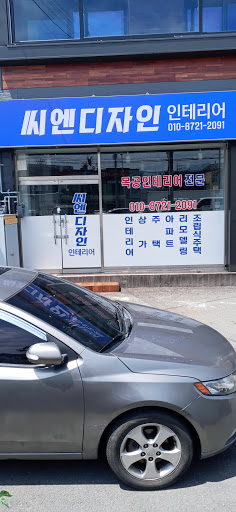 씨엔디자인 인테리어
010-8721-2091
목공인테리어전문
010-8721-2091
씨엔디자인
인테리어
인테리어
상가
주택
아파트
리모델링
조립식주택